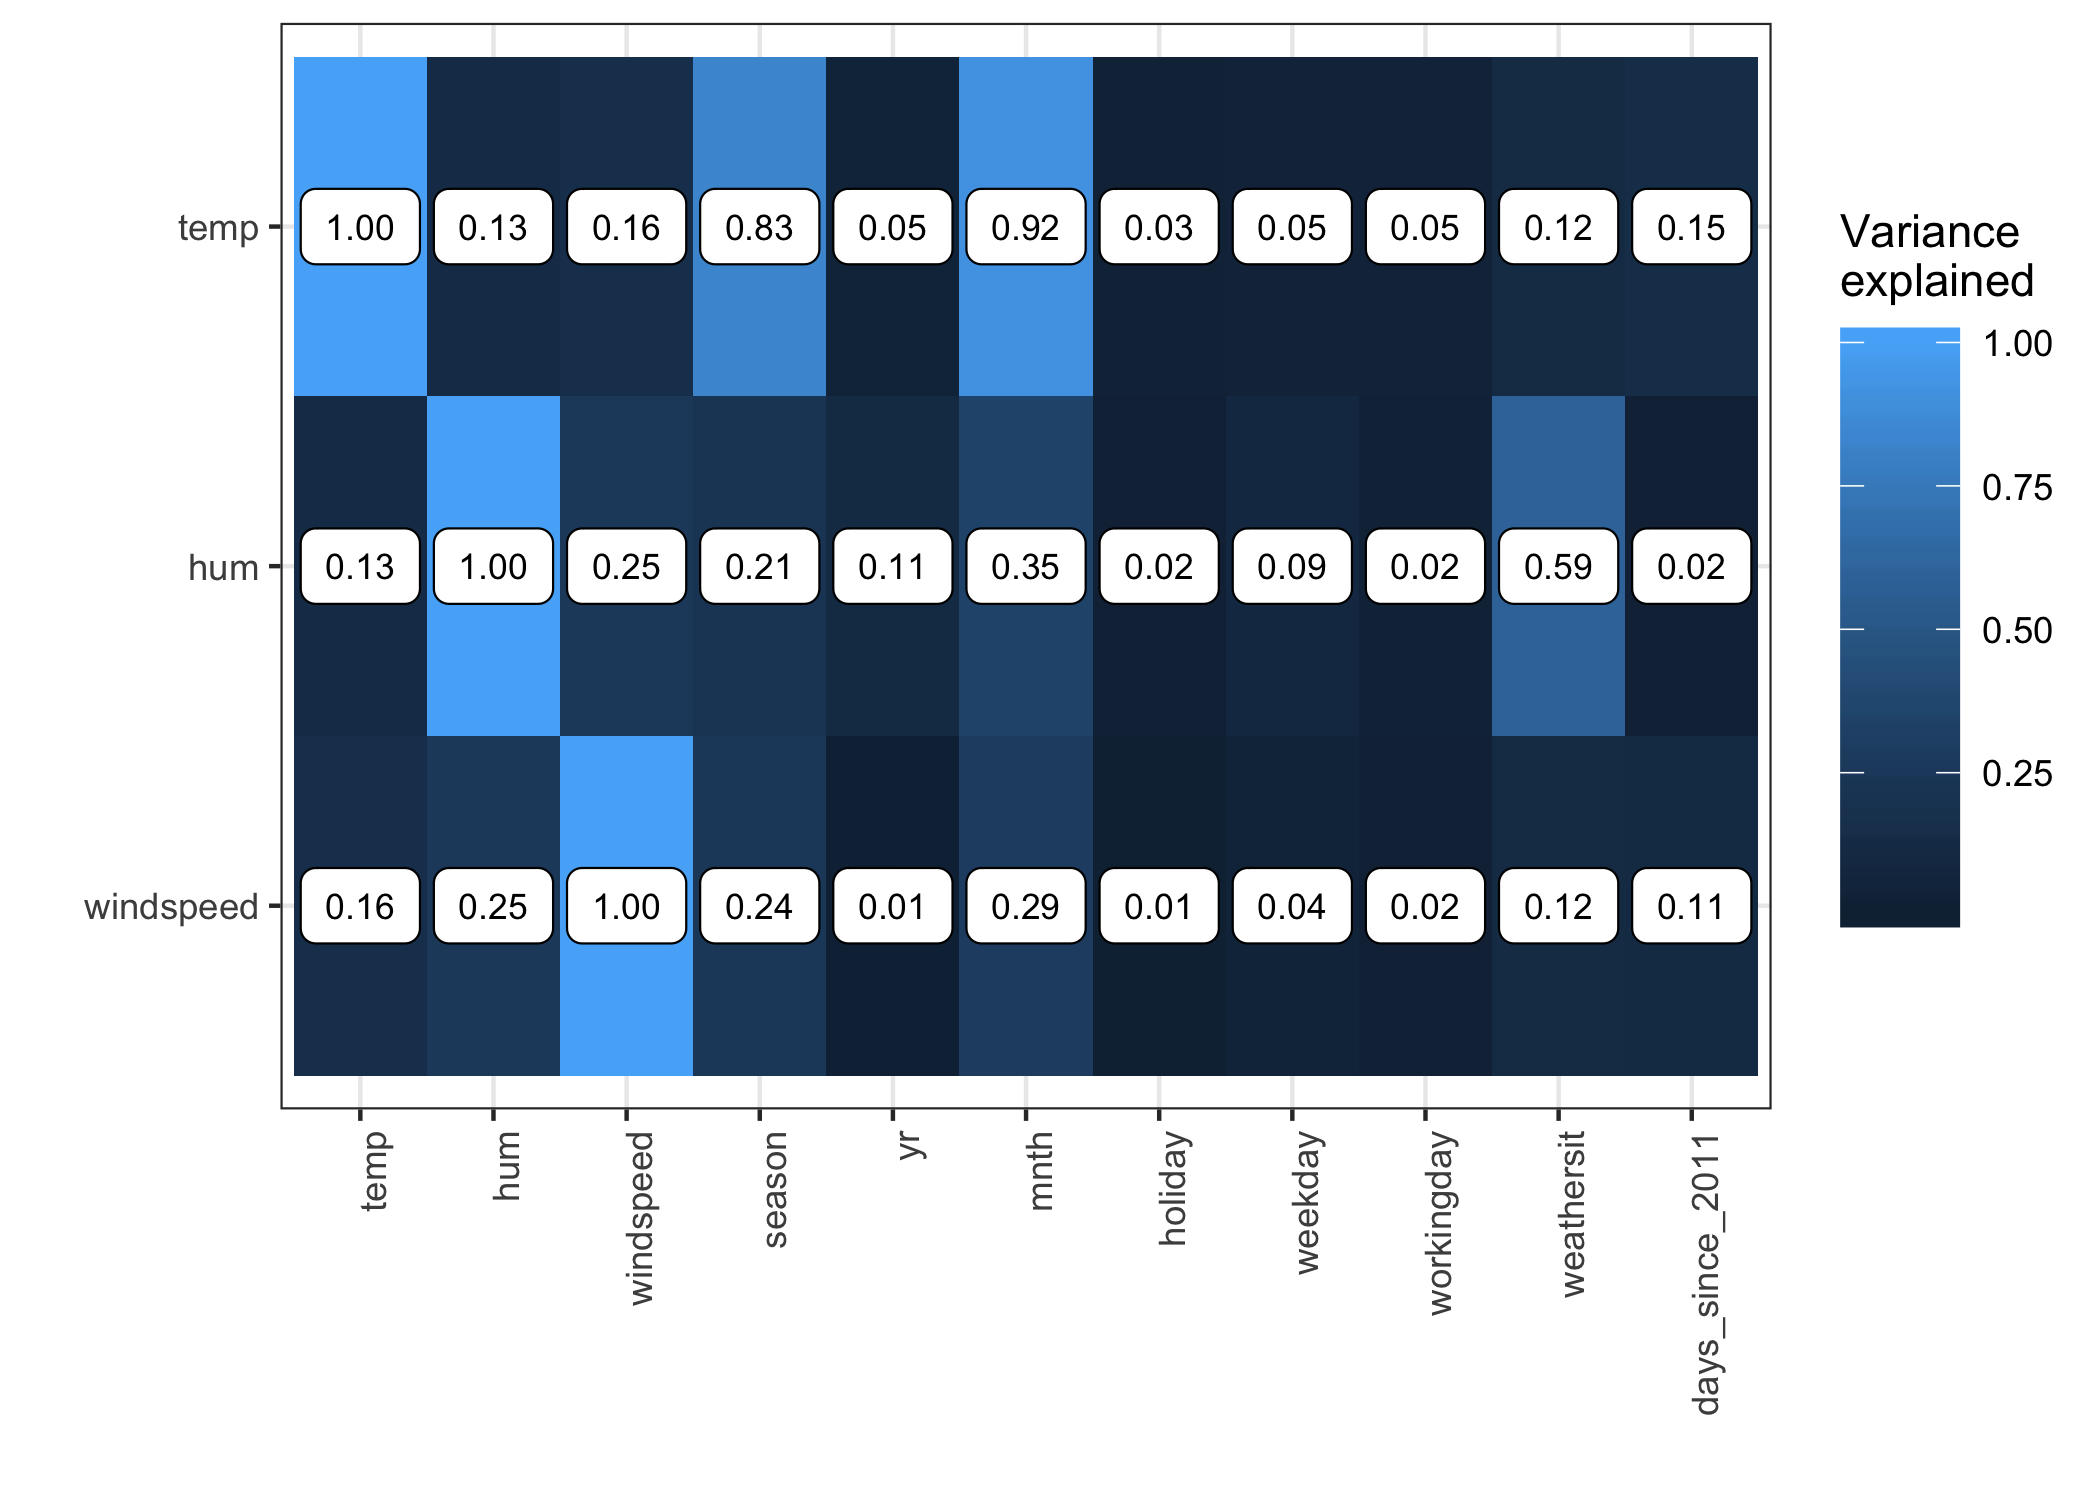 temp 1.00 0.13 0.16 0.83 0.05 0.92 0.03 0.05 0.05 0.12 0.15
hum 0.13 1.00 0.25 0.21 0.11 0.35 0.02 0.09 0.02 0.59 0.02
windspeed 0.16 0.25 1.00 0.24 0.01 0.29 0.01 0.04 0.02 0.12 0.11
temp
hum
windspeed
season
yr
mnth
holiday
weekday
workingday
weathersit
days_since_2011
Variance
explained
1.00
0.75
0.50
0.25